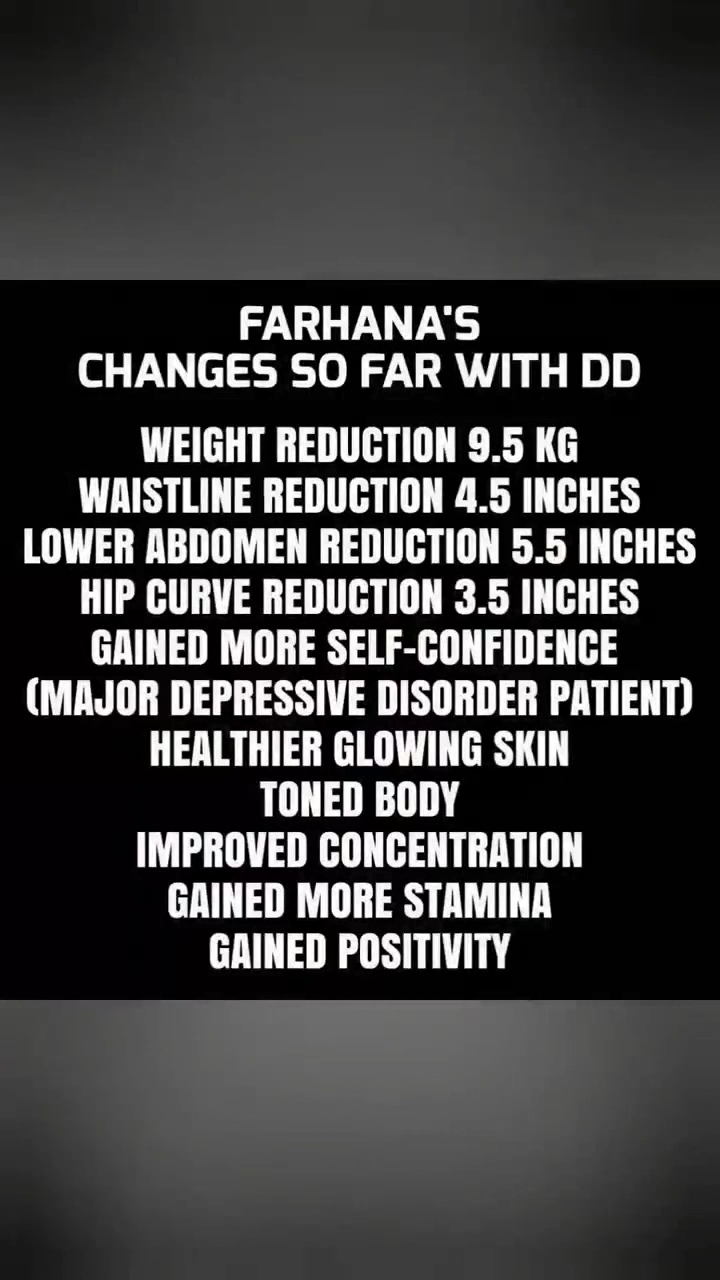 FARHANA'S
CHANGES SO FAR WITH DD
WEIGHT REDUCTION 9.5 KG
WAISTLINE REDUCTION 4.5 INCHES
LOWER ABDOMEN REDUCTION 5.5 INCHES
HIP CURVE REDUCTION 3.5 INCHES
GAINED MORE SELF-CONFIDENCE
(MAJOR DEPRESSIVE DISORDER PATIENT)
HEALTHIER GLOWING SKIN
TONED BODY
IMPROVED CONCENTRATION
GAINED MORE STAMINA
GAINED POSITIVITY